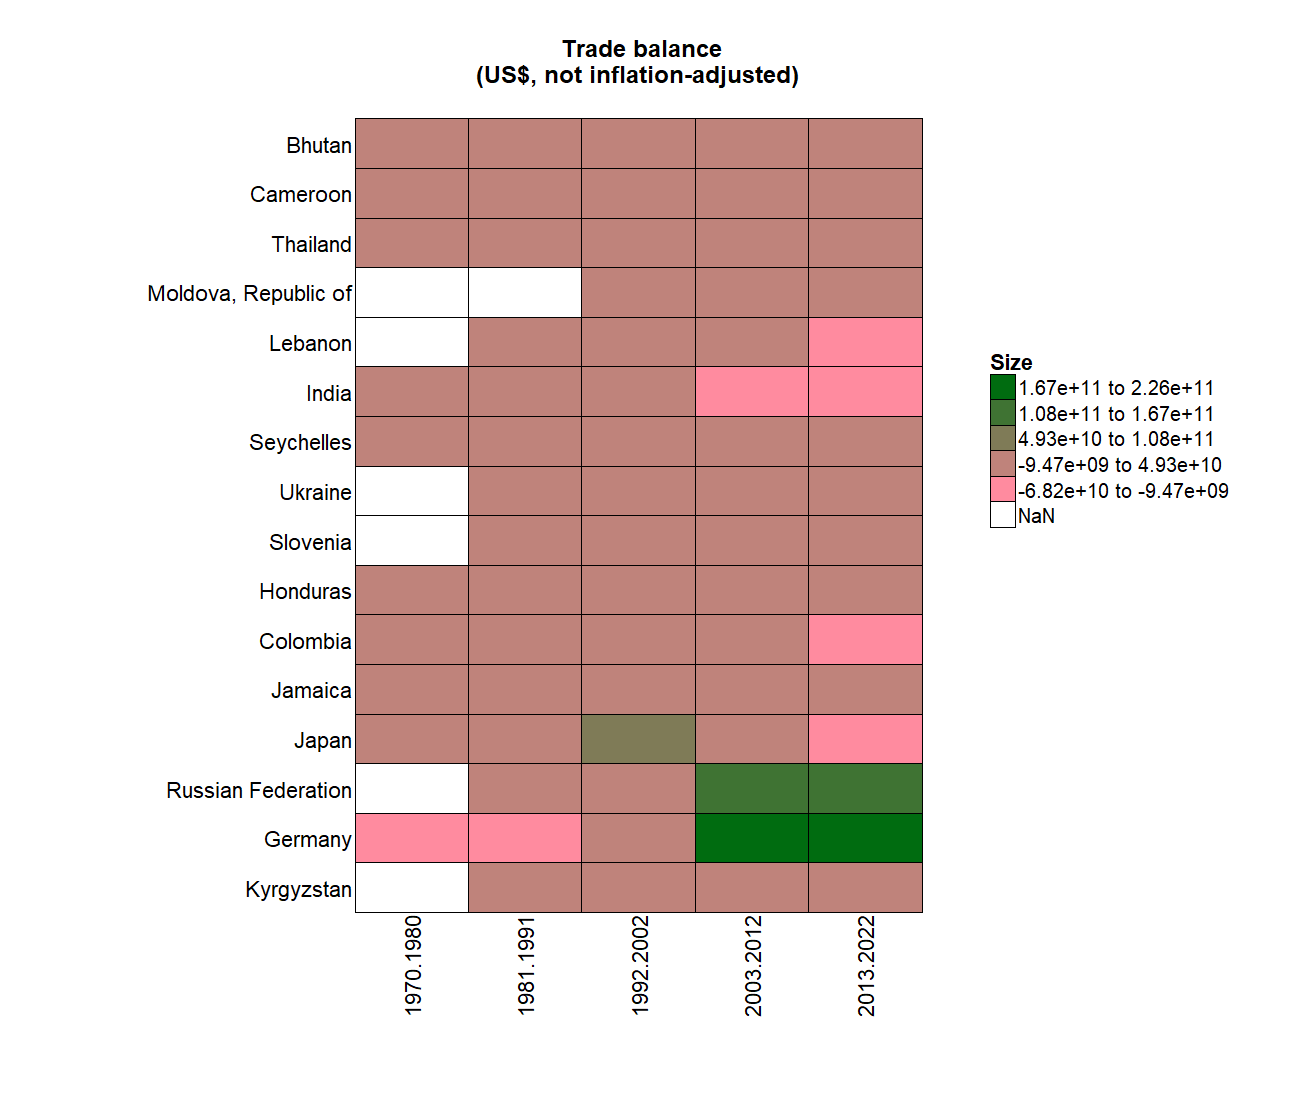 Trade balance
(US$, not inflation-adjusted)
Bhutan
Cameroon
Thailand
Moldova, Republic of
Lebanon
India
Seychelles
Ukraine
Slovenia
Honduras
Colombia
Jamaica
Japan
Russian Federation
Germany
Kyrgyzstan
1970.1980
1981.1991
1992.2002
2003.2012
2013.2022
Size
1.67e+11 to 2.26e+11
1.08e+11 to 1.67e+11
4.93e+10 to 1.08e+11
-9.47e+09 to 4.93e+10
-6.82e+10 to -9.47e+09
NaN